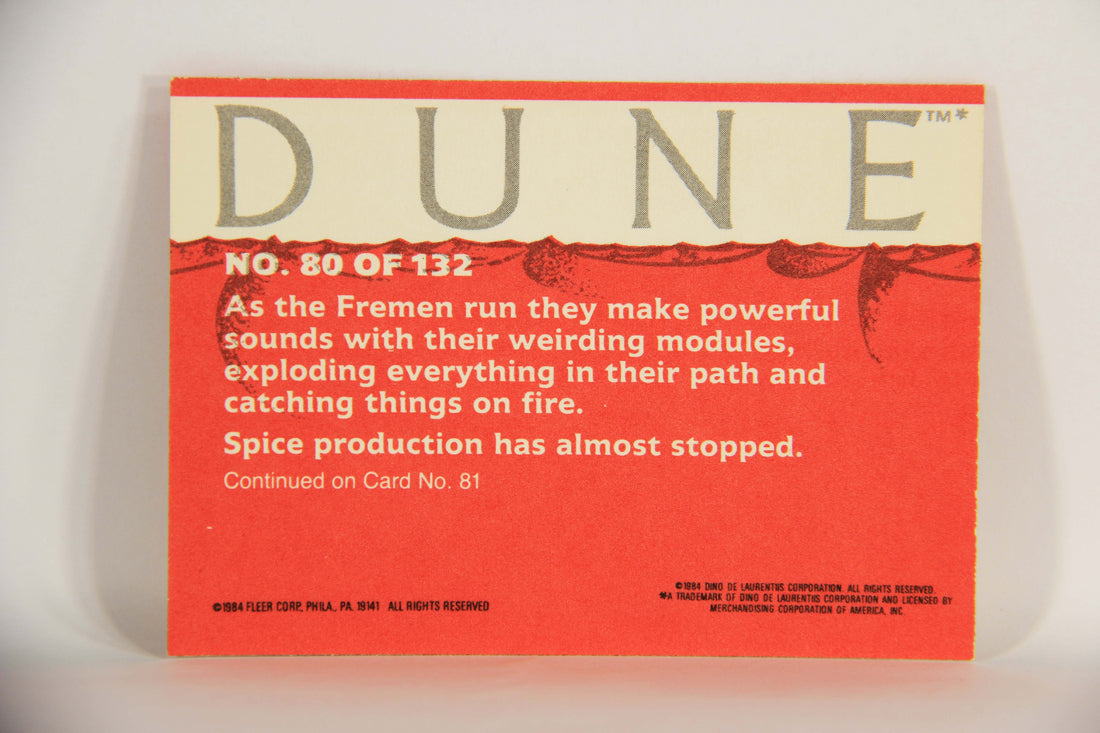 DUNE™*
NO. 80 OF 132
As the Fremen run they make powerful
sounds with their weirding modules,
exploding everything in their path and
catching things on fire.
Spice production has almost stopped.
Continued on Card No. 81
©1984 FLEER CORP., PHILA., PA. 19141 ALL RIGHTS RESERVED
©1984 DINO DE LAURENTIIS CORPORATION. ALL RIGHTS RESERVED.
*A TRADEMARK OF DINO DE LAURENTIIS CORPORATION AND LICENSED BY
MERCHANDISING CORPORATION OF AMERICA, INC.